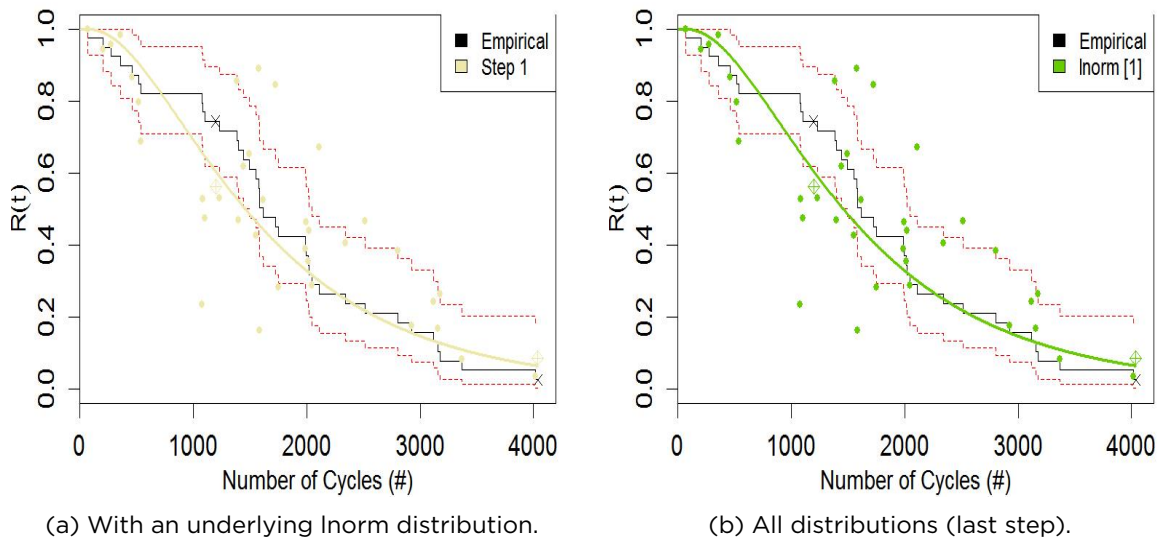 Empirical
Step 1
1.0
0.8
0.6
0.4
0.2
0.0
R(t)
0 1000 2000 3000 4000
Number of Cycles (#)
(a) With an underlying lnorm distribution.
Empirical
lnorm [1]
1.0
0.8
0.6
0.4
0.2
0.0
R(t)
0 1000 2000 3000 4000
Number of Cycles (#)
(b) All distributions (last step).